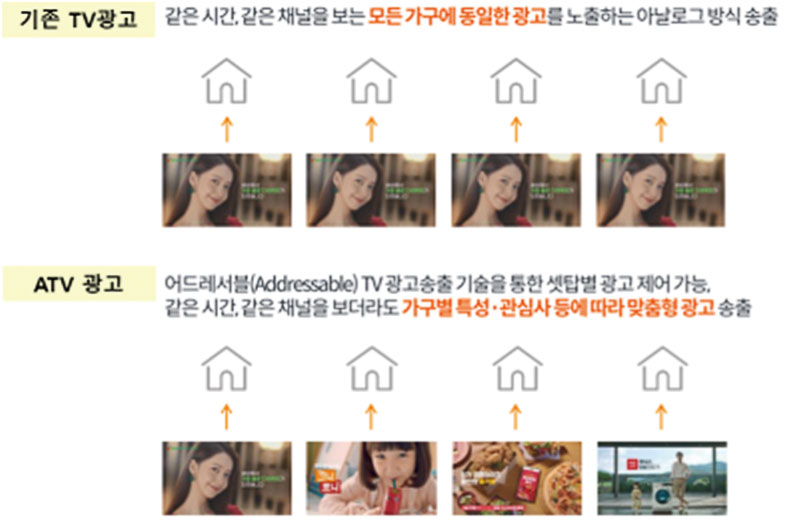 기존 TV광고
같은 시간, 같은 채널을 보는 모든 가구에 동일한 광고를 노출하는 아날로그 방식 송출
ATV 광고
어드레서블(Addressable) TV 광고송출 기술을 통한 셋탑별 광고 제어 가능,
같은 시간, 같은 채널을 보더라도 가구별 특성·관심사 등에 따라 맞춤형 광고 송출